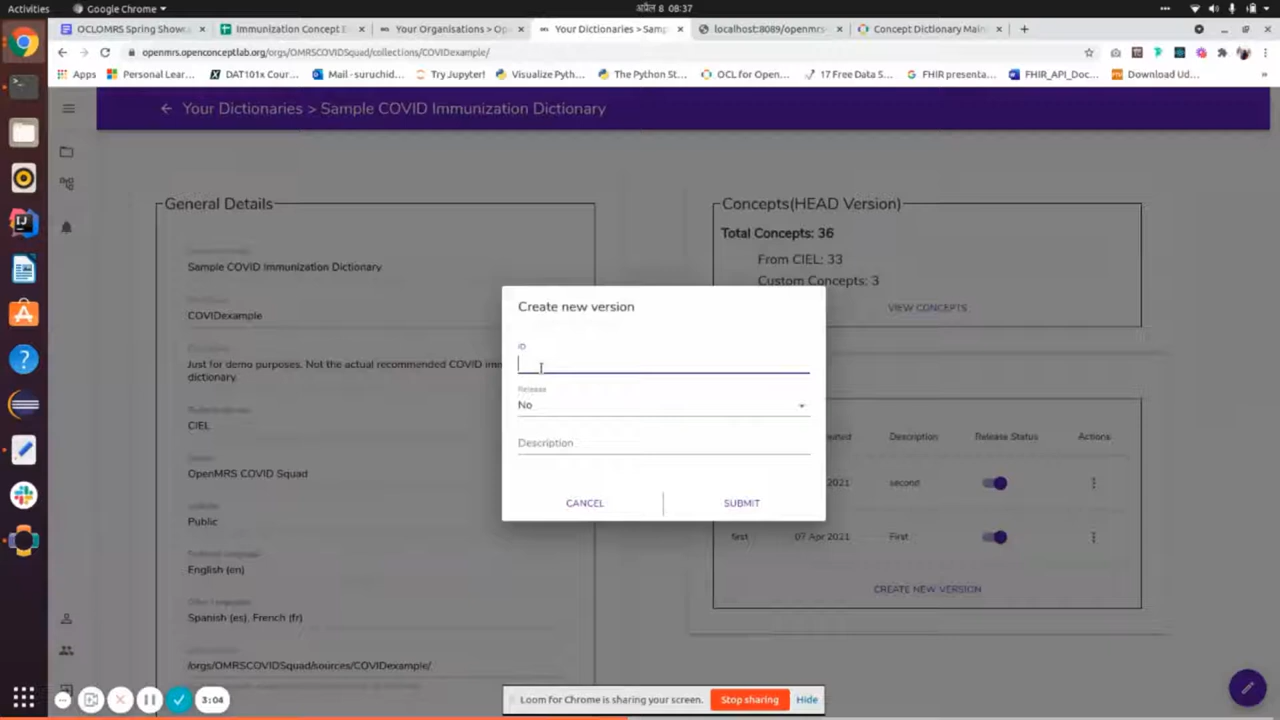 Activities
Google Chrome
अप्रैल 8 08:37
OCLOMRS Spring Showc
Immunization Concept E
Your Organisations > Op
Your Dictionaries > Samp
localhost:8089/openmrs-
Concept Dictionary Main
openmrs.openconceptlab.org/orgs/OMRSCOVIDSquad/collections/COVIDexample/
Apps
Personal Lear...
DAT101x Cour...
Mail - suruchid...
Try Jupyter!
Visualize Pyth...
The Python St...
OCL for Open...
17 Free Data S...
FHIR presenta...
FHIR_API_Doc...
Download Ud...
Your Dictionaries > Sample COVID Immunization Dictionary
General Details
Sample COVID Immunization Dictionary
COVIDexample
Just for demo purposes. Not the actual recommended COVID imm
dictionary
CIEL
OpenMRS COVID Squad
Public
English (en)
Spanish (es), French (fr)
/orgs/OMRSCOVIDSquad/sources/COVIDexample/
Concepts(HEAD Version)
Total Concepts: 36
From CIEL: 33
Custom Concepts: 3
VIEW CONCEPTS
Create new version
ID
Release
No
Description
CANCEL
SUBMIT
Description
Release Status
Actions
2021
second
first
07 Apr 2021
First
CREATE NEW VERSION
3:04
Loom for Chrome is sharing your screen.
Stop sharing
Hide